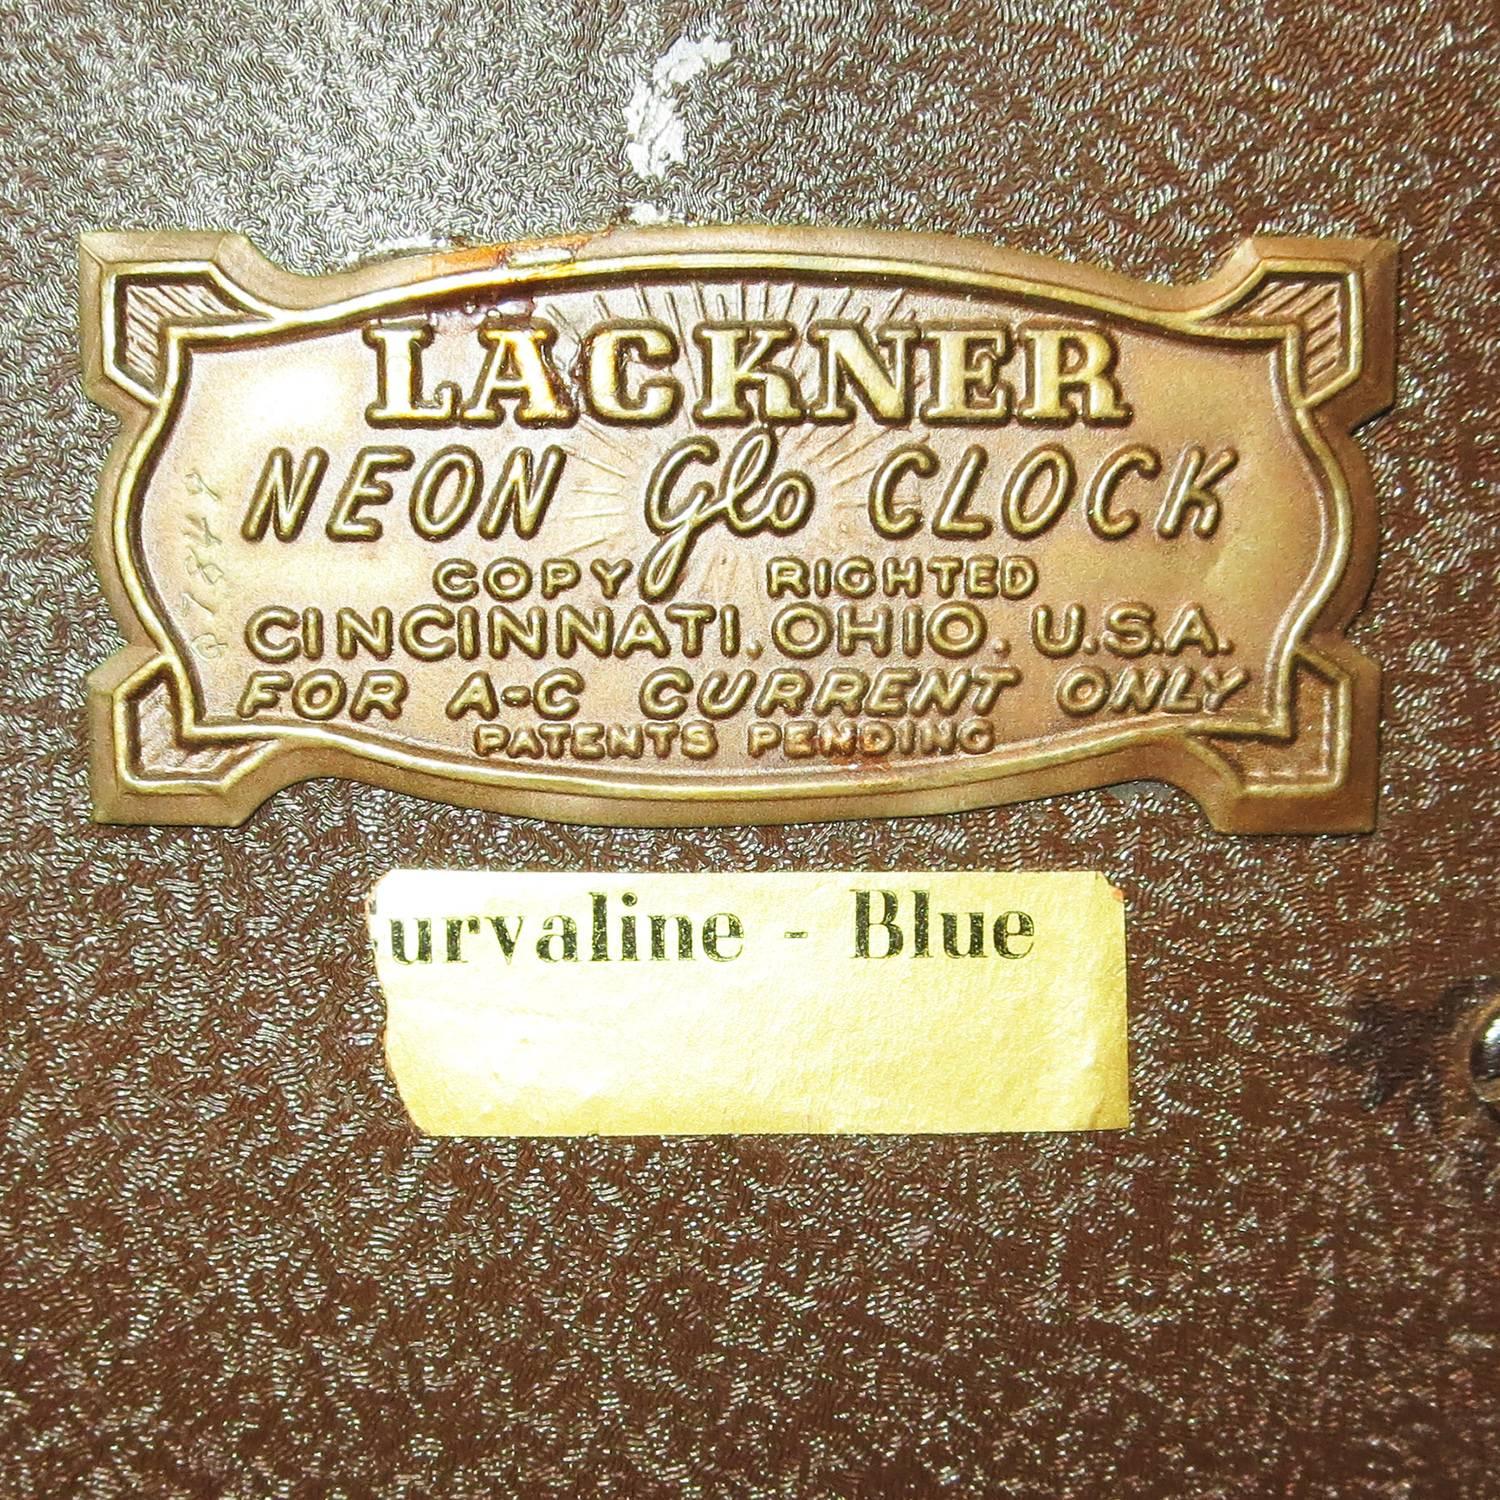 LACKNER
NEON Glo CLOCK
COPY RIGHTED
CINCINNATI, OHIO, U.S.A.
FOR A-C CURRENT ONLY
PATENTS PENDING
urvaline - Blue